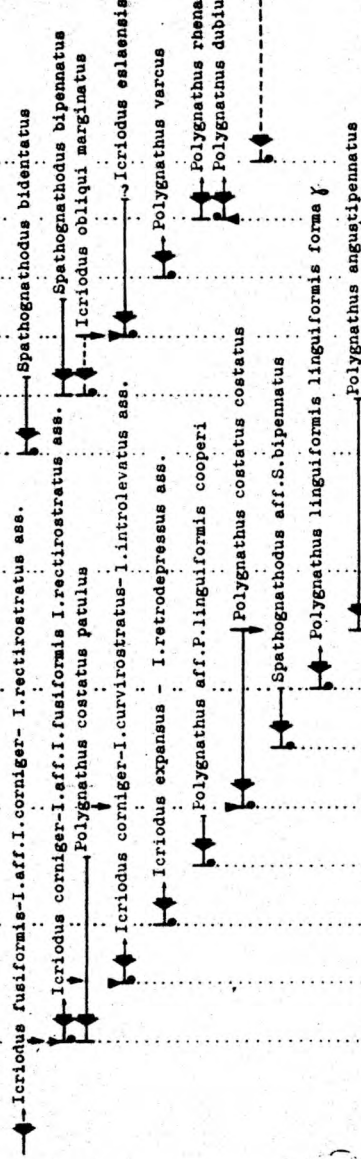 Icriodus fusiformis-I.aff.I.corniger- I.rectirostratus ass.
Spathognathodus bidentatus
Icriodus corniger-I.aff.I.fusiformis I.rectirostratus ass.
Spathognathodus bipennatus
Polygnathus costatus patulus
Icriodus obliqui marginatus
Icriodus corniger-I.curvirostratus- I.introlevatus ass.
? Icriodus eslaensis
Icriodus expansus - I.retrodepressus ass.
Polygnathus varcus
Polygnathus aff.P.linguiformis cooperi
Polygnathus rhena
Polygnathus dubiu
Polygnathus costatus costatus
Spathognathodus aff.S.bipennatus
Polygnathus linguiformis linguiformis forma γ
Polygnathus angustipennatus
)